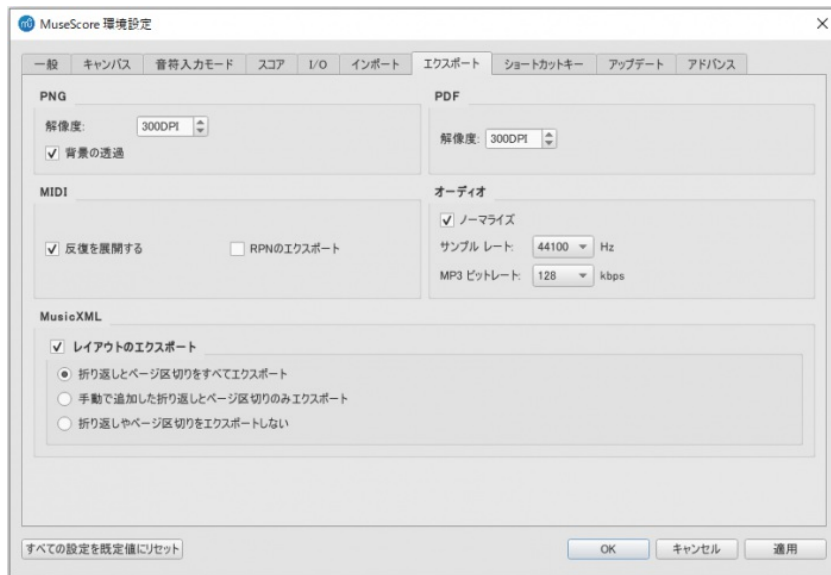 MuseScore 環境設定
一般 キャンバス 音符入力モード スコア I/O インポート エクスポート ショートカットキー アップデート アドバンス
PNG
解像度: 300DPI
背景の透過
PDF
解像度: 300DPI
MIDI
反復を展開する RPNのエクスポート
オーディオ
ノーマライズ
サンプル レート: 44100 Hz
MP3 ビットレート: 128 kbps
MusicXML
レイアウトのエクスポート
折り返しとページ区切りをすべてエクスポート
手動で追加した折り返しとページ区切りのみエクスポート
折り返しやページ区切りをエクスポートしない
すべての設定を既定値にリセット OK キャンセル 適用